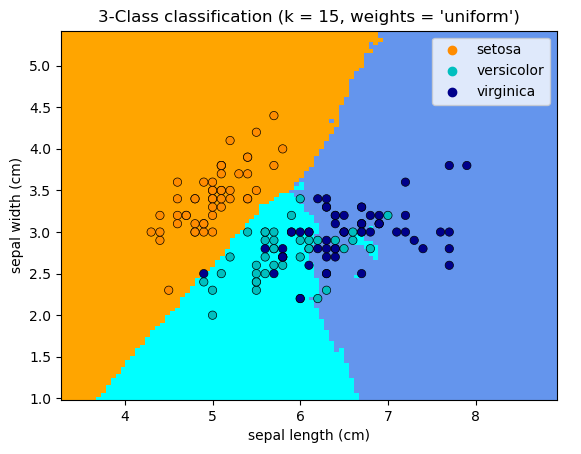 3-Class classification (k = 15, weights = 'uniform')
setosa
versicolor
virginica
5.0
4.5
4.0
3.5
3.0
2.5
2.0
1.5
1.0
sepal width (cm)
4 5 6 7 8
sepal length (cm)